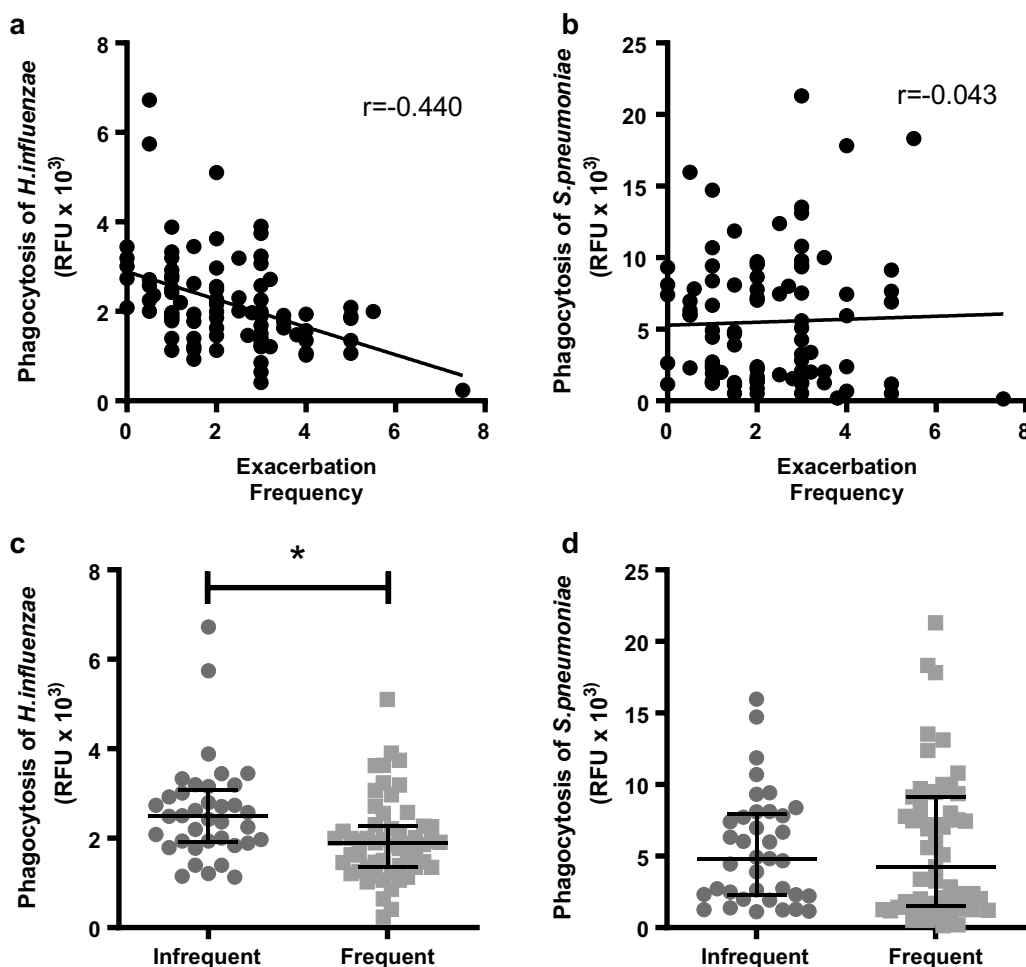 a
Phagocytosis of H.influenzae
(RFU x 10³)
8
6
4
2
0
r=-0.440
0 2 4 6 8
Exacerbation
Frequency
b
Phagocytosis of S.pneumoniae
(RFU x 10³)
25
20
15
10
5
0
r=-0.043
0 2 4 6 8
Exacerbation
Frequency
c
Phagocytosis of H.influenzae
(RFU x 10³)
8
6
4
2
0
*
Infrequent Frequent
d
Phagocytosis of S.pneumoniae
(RFU x 10³)
25
20
15
10
5
0
Infrequent Frequent